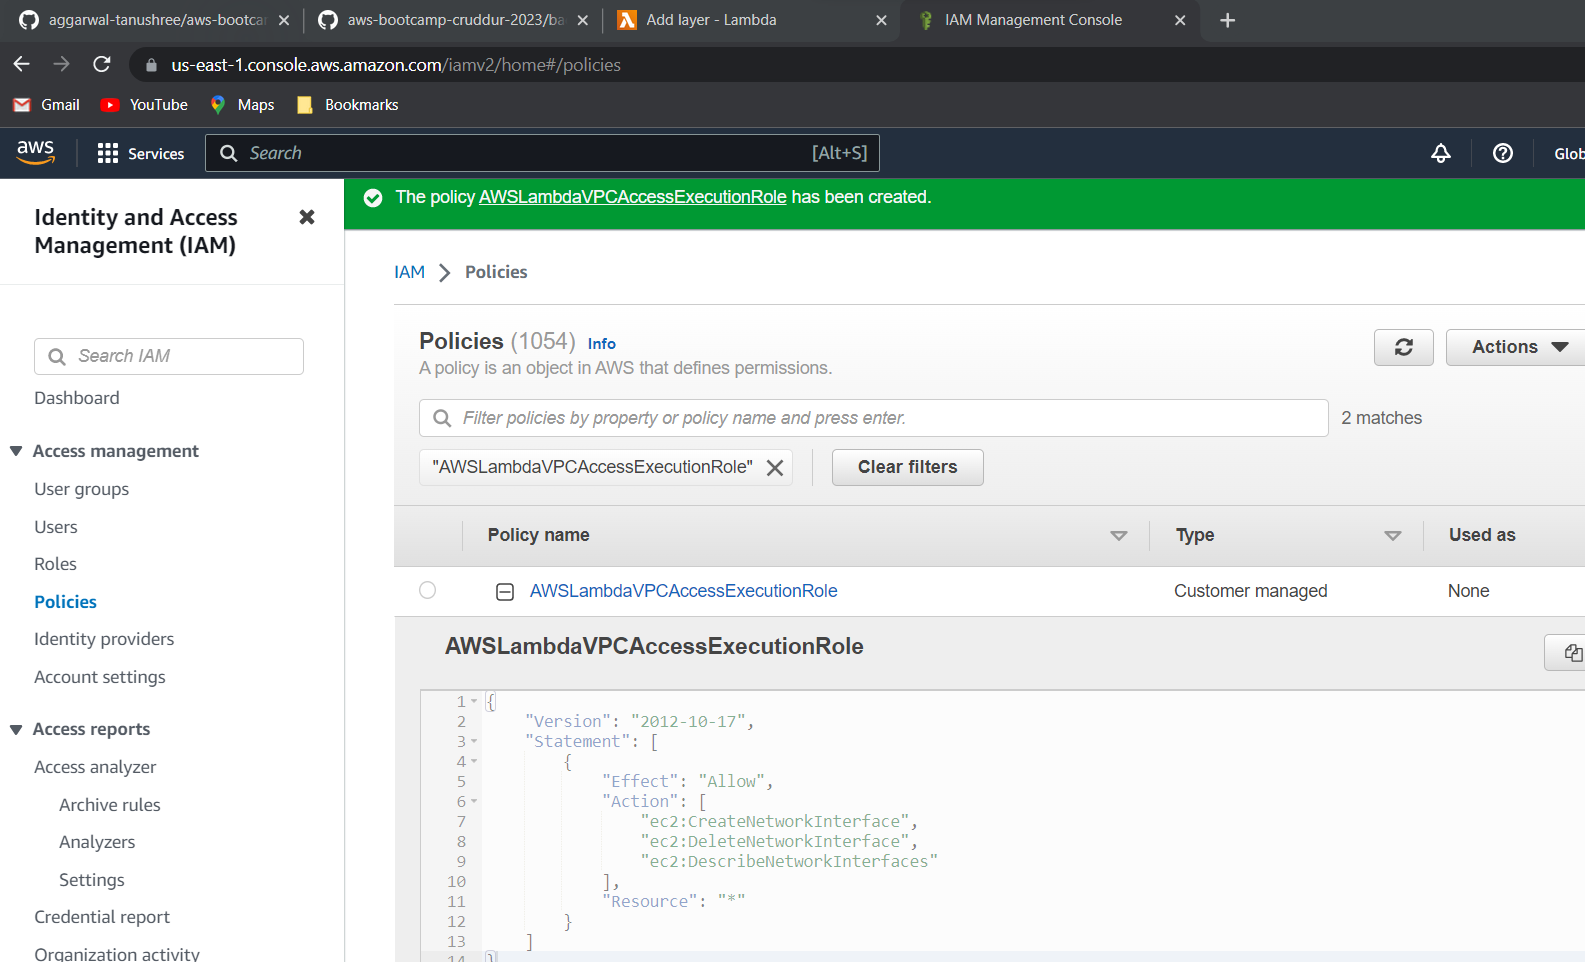 aggarwal-tanushree/aws-bootcar
aws-bootcamp-cruddur-2023/ba
Add layer - Lambda
IAM Management Console
us-east-1.console.aws.amazon.com/iamv2/home#/policies
Gmail
YouTube
Maps
Bookmarks
aws
Services
Search
[Alt+S]
Glob
Identity and Access
Management (IAM)
Search IAM
Dashboard
Access management
User groups
Users
Roles
Policies
Identity providers
Account settings
Access reports
Access analyzer
Archive rules
Analyzers
Settings
Credential report
Organization activity
The policy AWSLambdaVPCAccessExecutionRole has been created.
IAM > Policies
Policies (1054) Info
A policy is an object in AWS that defines permissions.
Actions
Filter policies by property or policy name and press enter.
2 matches
"AWSLambdaVPCAccessExecutionRole"
Clear filters
Policy name
Type
Used as
AWSLambdaVPCAccessExecutionRole
Customer managed
None
AWSLambdaVPCAccessExecutionRole
1 {
2 "Version": "2012-10-17",
3 "Statement": [
4 {
5 "Effect": "Allow",
6 "Action": [
7 "ec2:CreateNetworkInterface",
8 "ec2:DeleteNetworkInterface",
9 "ec2:DescribeNetworkInterfaces"
10 ],
11 "Resource": "*"
12 }
13 ]
14 }